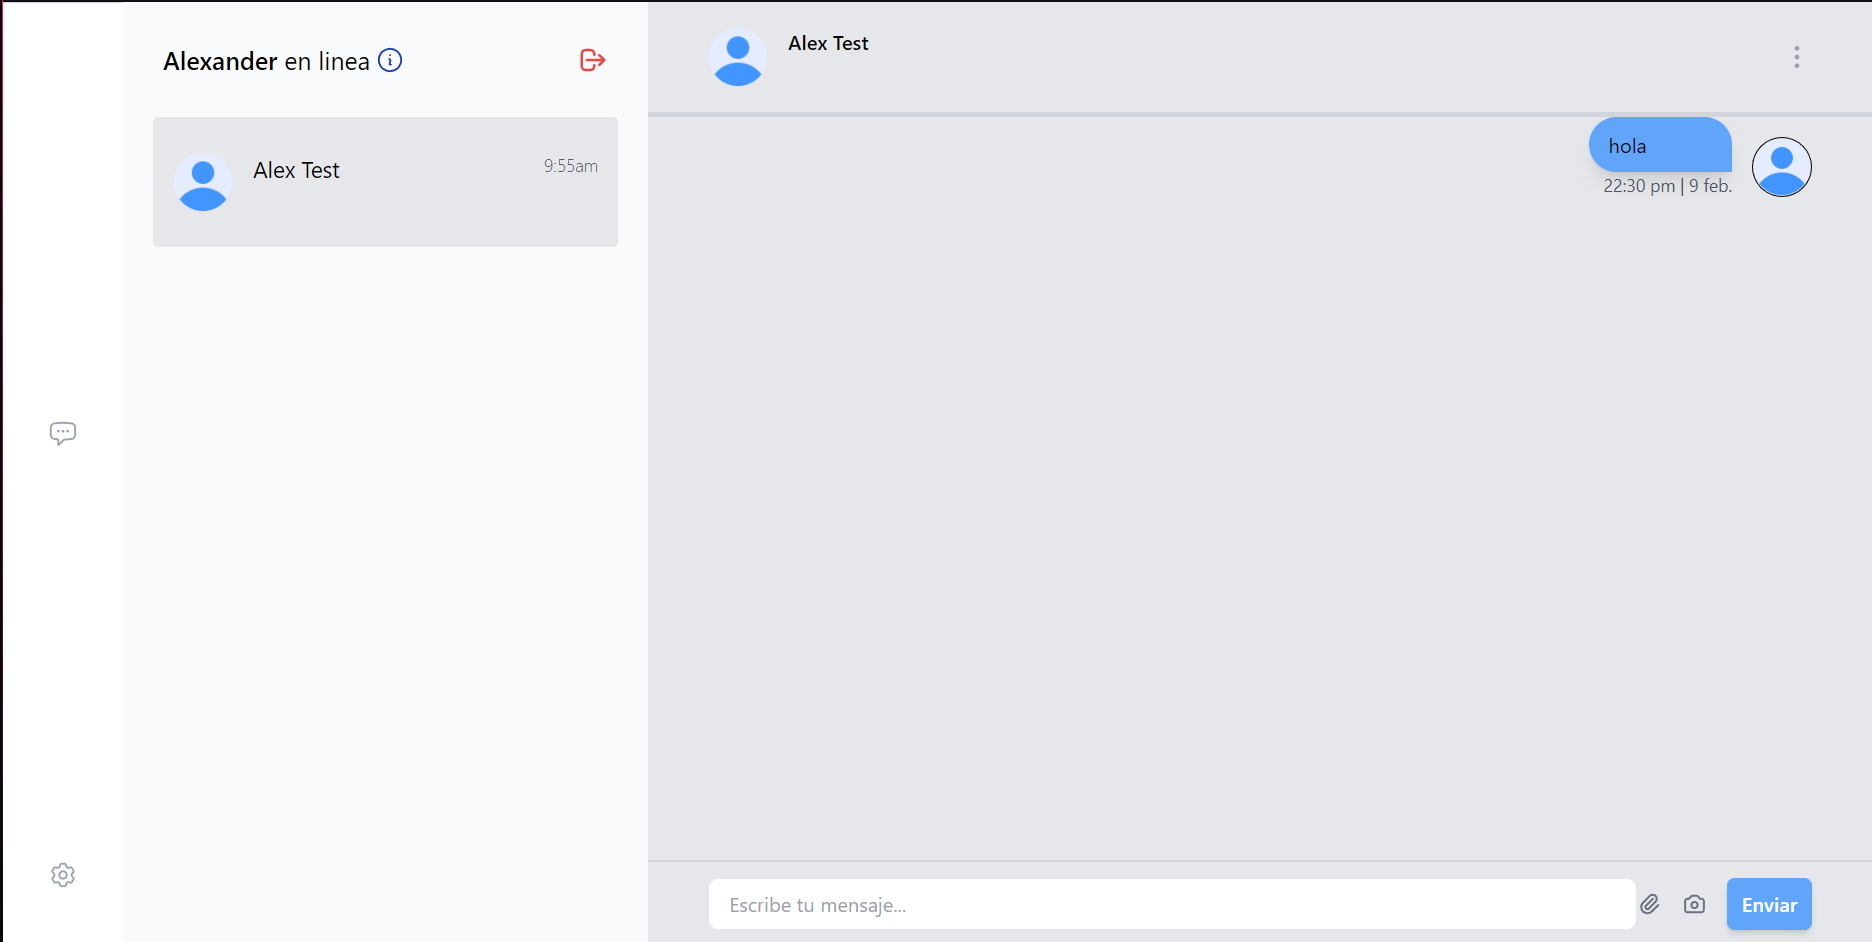 Alexander en linea
Alex Test
9:55am
Alex Test
hola
22:30 pm | 9 feb.
Escribe tu mensaje...
Enviar